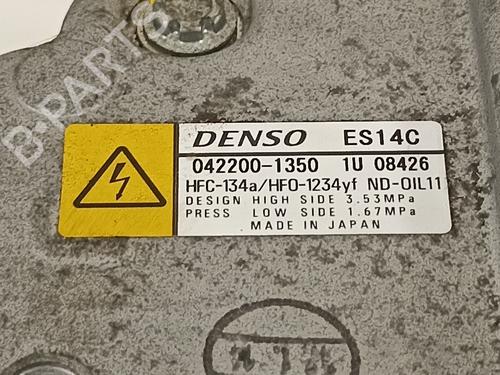 B-PARTS
DENSO ES14C
042200-1350 1U 08426
HFC-134a/HFO-1234yf ND-OIL11
DESIGN HIGH SIDE 3.53MPa
PRESS LOW SIDE 1.67MPa
MADE IN JAPAN